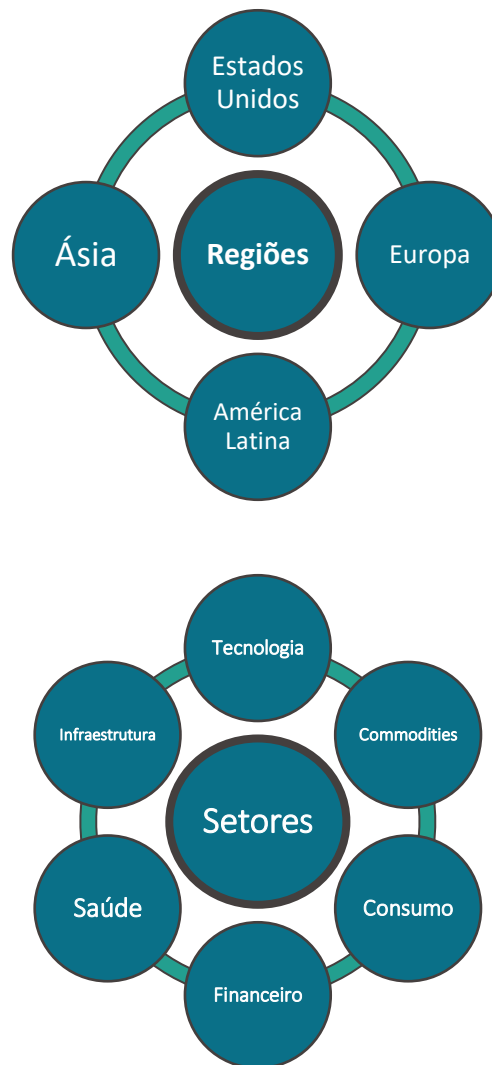 Estados
Unidos
Ásia
Regiões
Europa
América
Latina
Tecnologia
Infraestrutura
Commodities
Setores
Saúde
Consumo
Financeiro